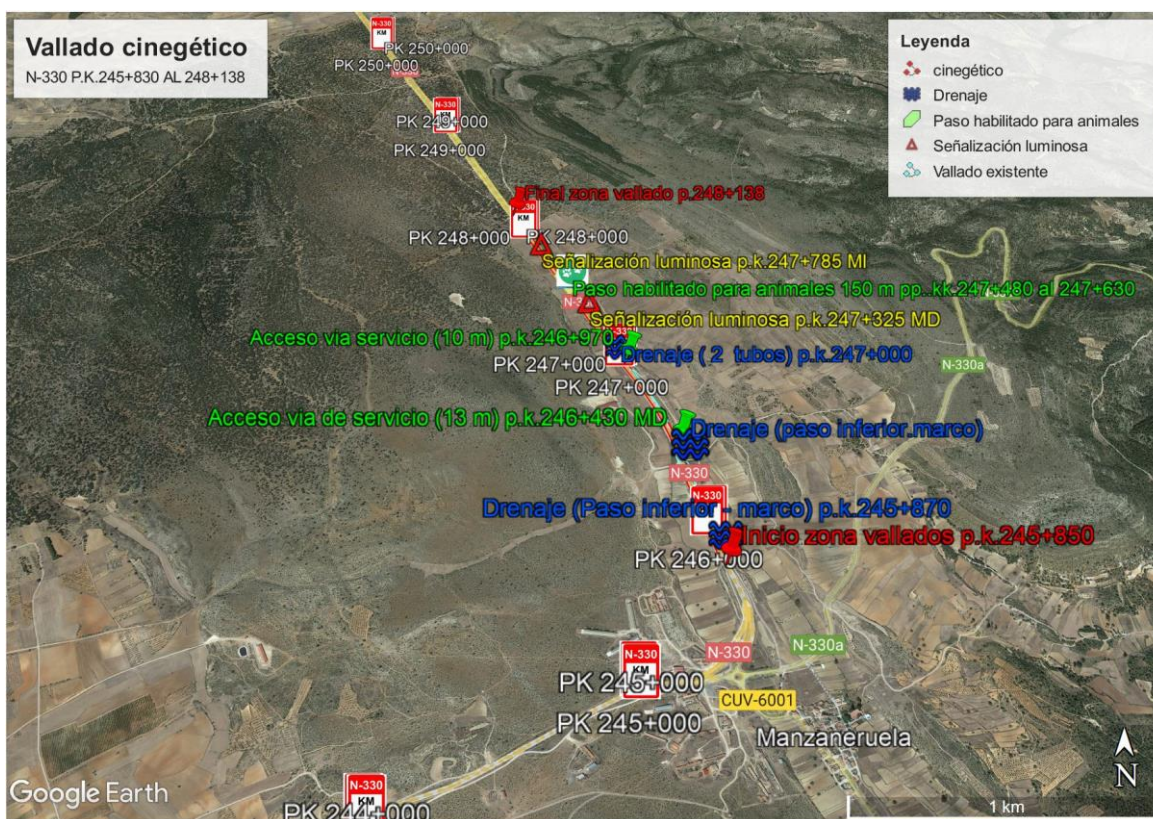 Vallado cinegético
N-330 P.K.245+830 AL 248+138
Leyenda
cinegético
Drenaje
Paso habilitado para animales
Señalización luminosa
Vallado existente
N-330
KM
PK 250+000
PK 250+000
N-330
PK 249+000
PK 249+000
Final zona vallado p.248+138
KM
PK 248+000
PK 248+000
Señalización luminosa p.k.247+785 MI
Paso habilitado para animales 150 m pp..kk.247+480 al 247+630
Señalización luminosa p.k.247+325 MD
Acceso via servicio (10 m) p.k.246+970
Drenaje ( 2 tubos) p.k.247+000
PK 247+000
PK 247+000
N-330a
Acceso via de servicio (13 m) p.k.246+430 MD
Drenaje (paso inferior.marco)
N-330
N-330
Drenaje (Paso inferior - marco) p.k.245+870
Inicio zona vallados p.k.245+850
PK 246+000
N-330
N-330a
N-330
KM
PK 245+000
CUV-6001
PK 245+000
Manzaneruela
N-330
KM
PK 244+000
Google Earth
N
1 km